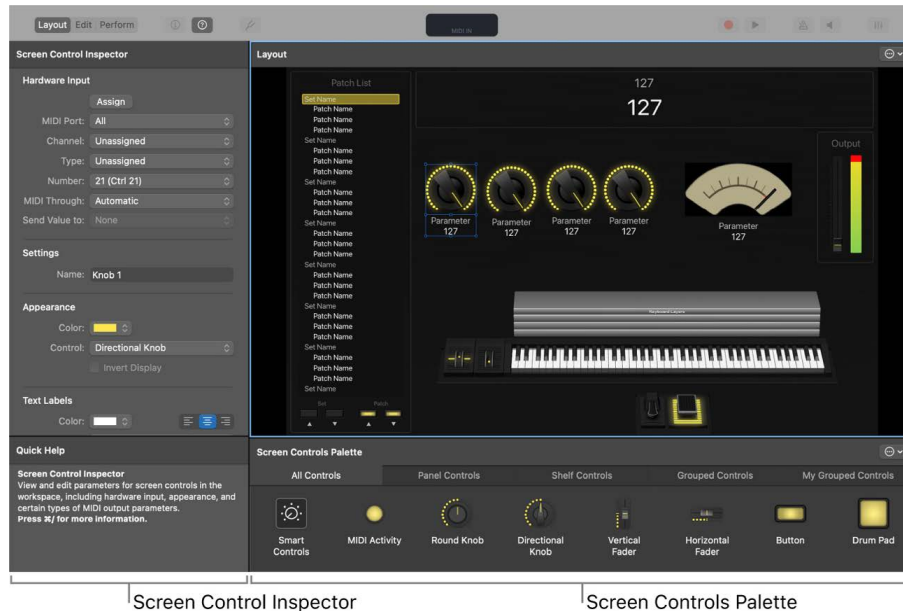 Layout Edit Perform
MIDI IN
Screen Control Inspector
Hardware Input
Assign
MIDI Port: All
Channel: Unassigned
Type: Unassigned
Number: 21 (Ctrl 21)
MIDI Through: Automatic
Send Value to: None
Settings
Name: Knob 1
Appearance
Color:
Control: Directional Knob
Invert Display
Text Labels
Color:
Quick Help
Screen Control Inspector
View and edit parameters for screen controls in the
workspace, including hardware input, appearance, and
certain types of MIDI output parameters.
Press ⌘/ for more information.
Layout
Patch List
Set Name
Patch Name
Patch Name
Patch Name
Set Name
Patch Name
Patch Name
Patch Name
Set Name
Patch Name
Patch Name
Patch Name
Set Name
Patch Name
Patch Name
Patch Name
Set Name
Patch Name
Patch Name
Patch Name
Set Name
Patch Name
Patch Name
Patch Name
Set Name
Patch Name
Patch Name
Patch Name
Set Name
Set Patch
127
127
Output
Parameter Parameter Parameter Parameter
127 127 127 127
Parameter
127
Keyboard Layers
Screen Controls Palette
All Controls Panel Controls Shelf Controls Grouped Controls My Grouped Controls
Smart
Controls
MIDI Activity
Round Knob
Directional
Knob
Vertical
Fader
Horizontal
Fader
Button
Drum Pad
Screen Control Inspector
Screen Controls Palette